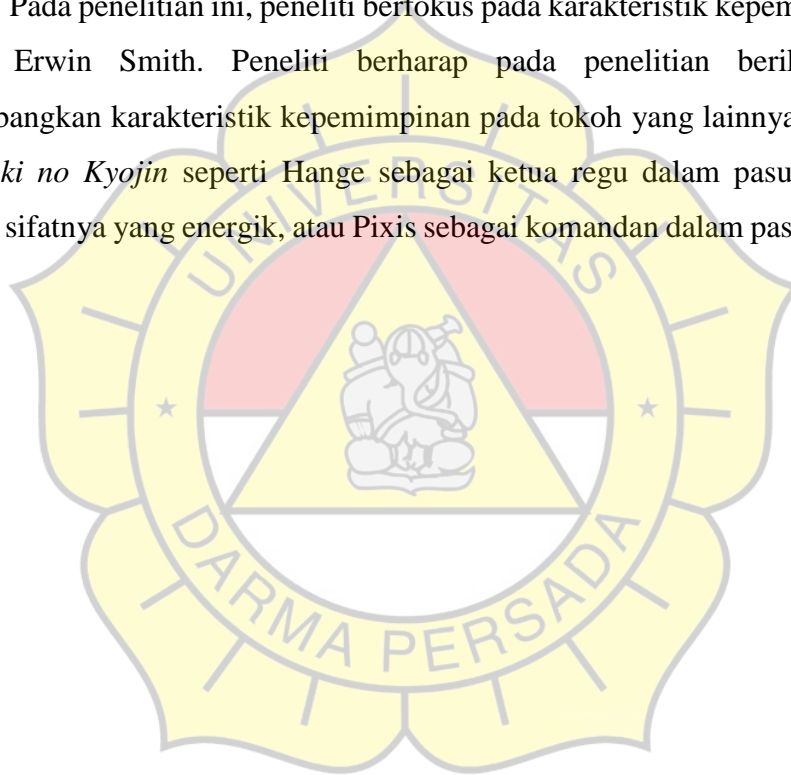 Pada penelitian ini, peneliti berfokus pada karakteristik kepem
Erwin Smith. Peneliti berharap pada penelitian beril
bangkan karakteristik kepemimpinan pada tokoh yang lainnya
ki no Kyojin seperti Hange sebagai ketua regu dalam pasu
sifatnya yang energik, atau Pixis sebagai komandan dalam pas
UNIVERSITAS
DARMA PERSADA